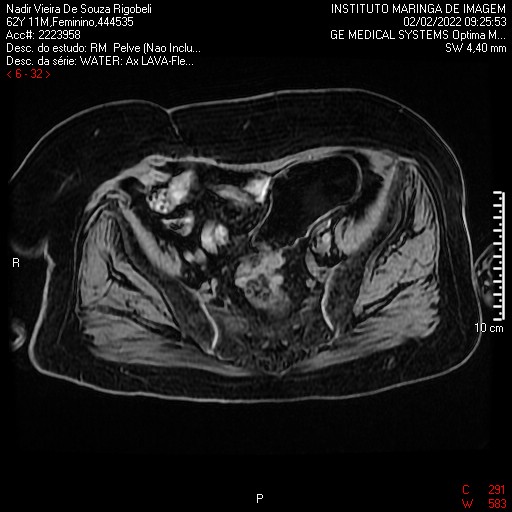 Nadir Vieira De Souza Rigobeli
62Y 11M,Feminino,444535
Acc#: 2223958
Desc. do estudo: RM Pelve (Nao Inclu...
Desc. da série: WATER: Ax LAVA-Fle...
< 6 - 32 >
INSTITUTO MARINGA DE IMAGEM
02/02/2022 09:25:53
GE MEDICAL SYSTEMS Optima M...
SW 4,40 mm
R
10 cm
P
C 291
W 583